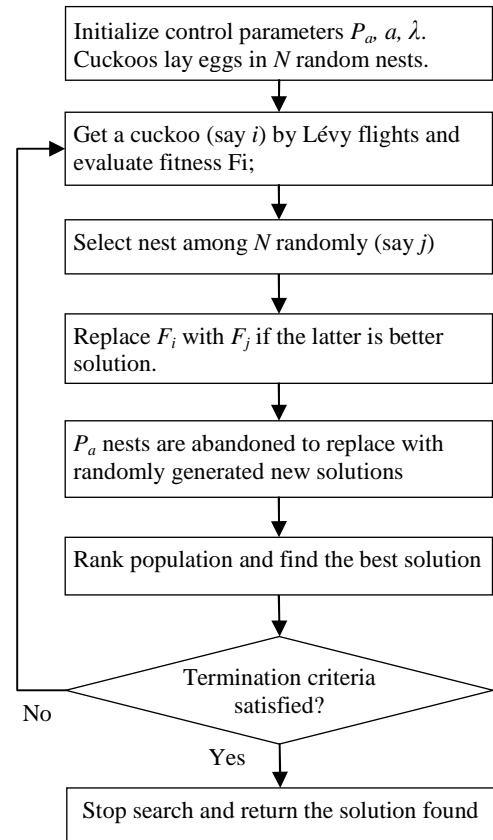 Initialize control parameters Pa, a, λ.
Cuckoos lay eggs in N random nests.
Get a cuckoo (say i) by Lévy flights and
evaluate fitness Fi;
Select nest among N randomly (say j)
Replace Fi with Fj if the latter is better
solution.
Pa nests are abandoned to replace with
randomly generated new solutions
Rank population and find the best solution
Termination criteria
satisfied?
No
Yes
Stop search and return the solution found